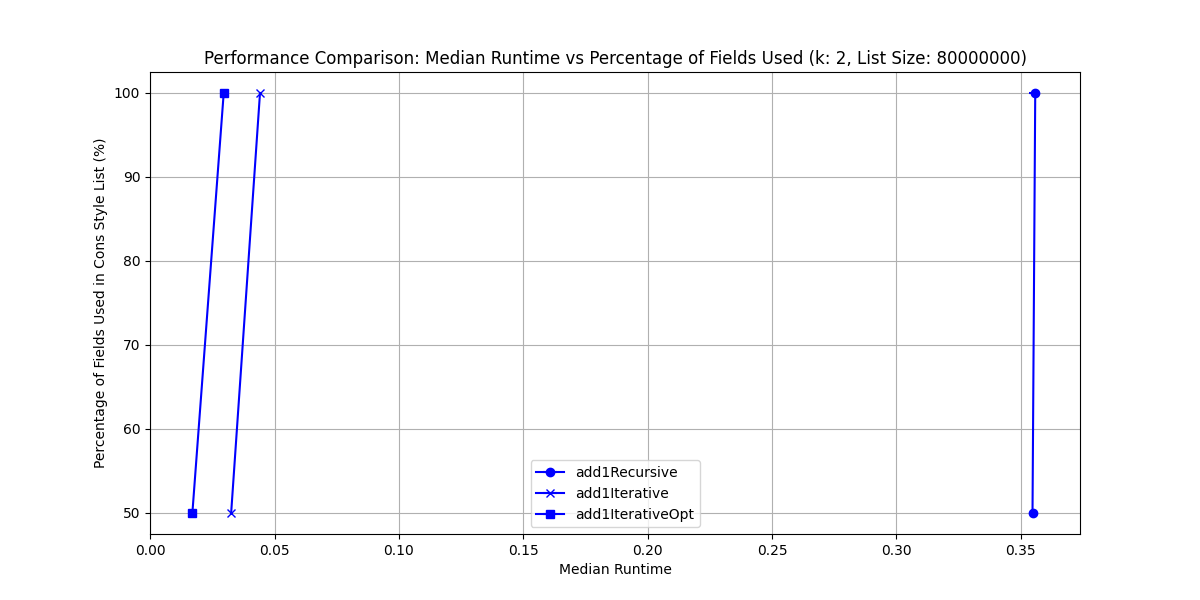 Performance Comparison: Median Runtime vs Percentage of Fields Used (k: 2, List Size: 80000000)
Percentage of Fields Used in Cons Style List (%)
100
90
80
70
60
50
add1Recursive
add1Iterative
add1IterativeOpt
0.00 0.05 0.10 0.15 0.20 0.25 0.30 0.35
Median Runtime